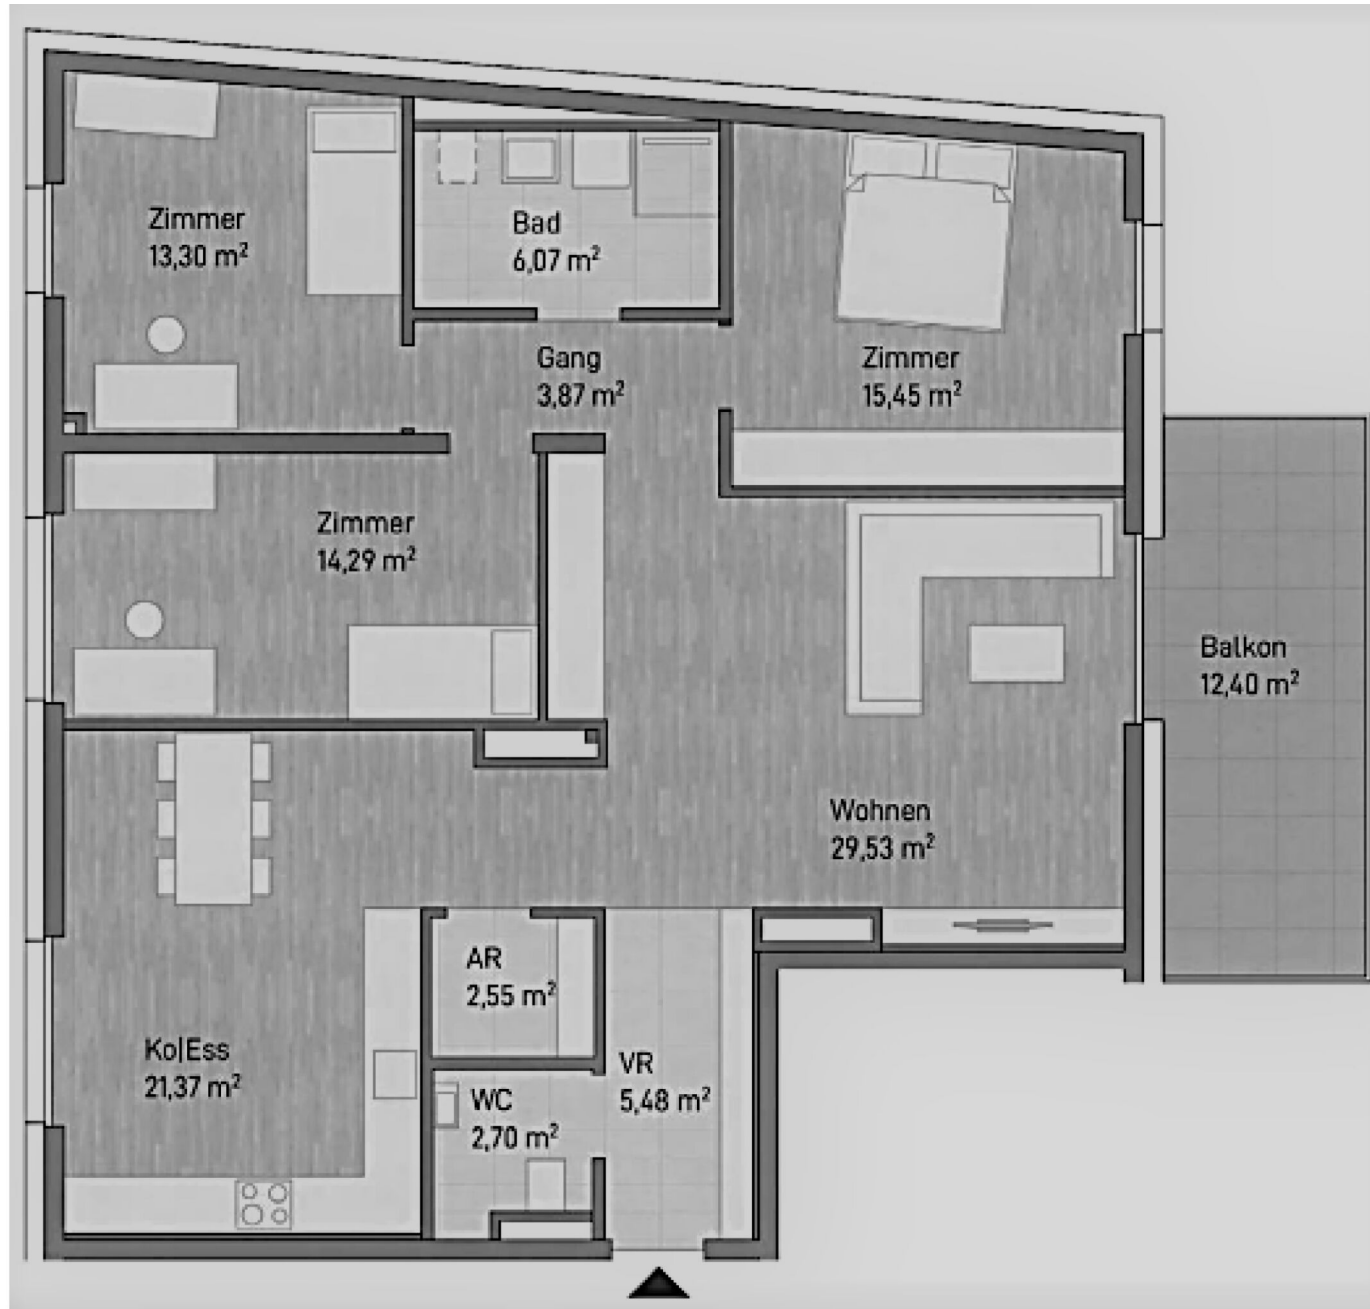 Zimmer
13,30 m²
Bad
6,07 m²
Gang
3,87 m²
Zimmer
15,45 m²
Zimmer
14,29 m²
Balkon
12,40 m²
Wohnen
29,53 m²
AR
2,55 m²
Ko|Ess
21,37 m²
WC
2,70 m²
VR
5,48 m²